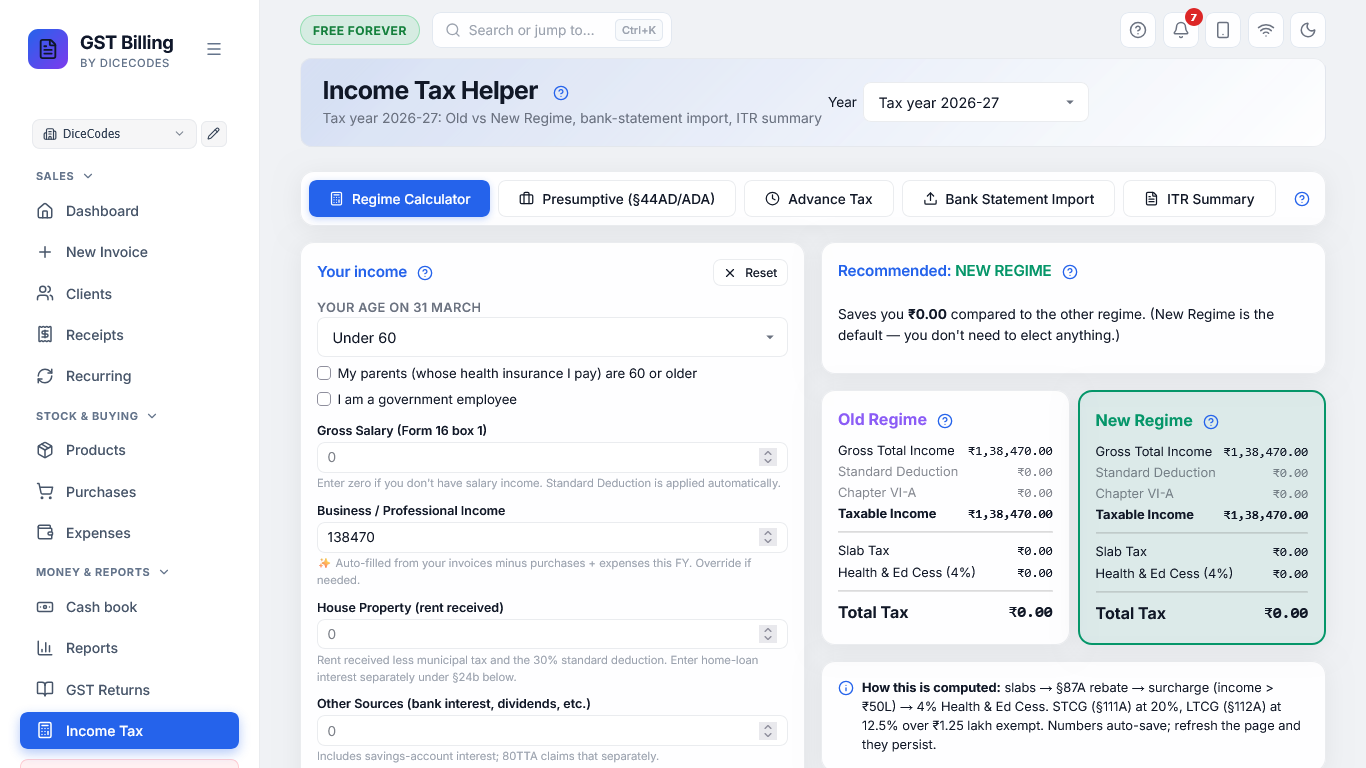 GST Billing
BY DICECODES
DiceCodes
SALES
Dashboard
New Invoice
Clients
Receipts
Recurring
STOCK & BUYING
Products
Purchases
Expenses
MONEY & REPORTS
Cash book
Reports
GST Returns
Income Tax
FREE FOREVER
Search or jump to...
Ctrl+K
7
Income Tax Helper
Tax year 2026-27: Old vs New Regime, bank-statement import, ITR summary
Year
Tax year 2026-27
Regime Calculator
Presumptive (§44AD/ADA)
Advance Tax
Bank Statement Import
ITR Summary
Your income
Reset
YOUR AGE ON 31 MARCH
Under 60
My parents (whose health insurance I pay) are 60 or older
I am a government employee
Gross Salary (Form 16 box 1)
0
Enter zero if you don't have salary income. Standard Deduction is applied automatically.
Business / Professional Income
138470
✨ Auto-filled from your invoices minus purchases + expenses this FY. Override if
needed.
House Property (rent received)
0
Rent received less municipal tax and the 30% standard deduction. Enter home-loan
interest separately under §24b below.
Other Sources (bank interest, dividends, etc.)
0
Includes savings-account interest; 80TTA claims that separately.
Recommended: NEW REGIME
Saves you ₹0.00 compared to the other regime. (New Regime is the
default — you don't need to elect anything.)
Old Regime
Gross Total Income ₹1,38,470.00
Standard Deduction ₹0.00
Chapter VI-A ₹0.00
Taxable Income ₹1,38,470.00
Slab Tax ₹0.00
Health & Ed Cess (4%) ₹0.00
Total Tax ₹0.00
New Regime
Gross Total Income ₹1,38,470.00
Standard Deduction ₹0.00
Chapter VI-A ₹0.00
Taxable Income ₹1,38,470.00
Slab Tax ₹0.00
Health & Ed Cess (4%) ₹0.00
Total Tax ₹0.00
How this is computed: slabs → §87A rebate → surcharge (income >
₹50L) → 4% Health & Ed Cess. STCG (§111A) at 20%, LTCG (§112A) at
12.5% over ₹1.25 lakh exempt. Numbers auto-save; refresh the page and
they persist.